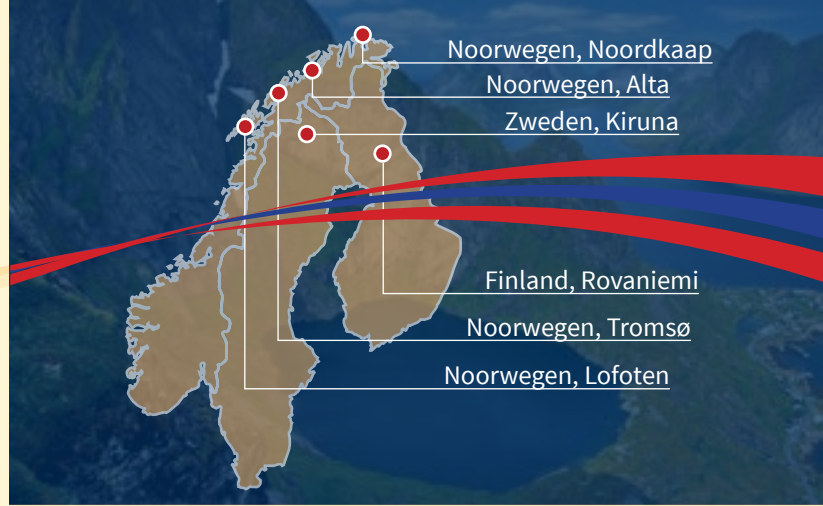 Noorwegen, Noordkaap
Noorwegen, Alta
Zweden, Kiruna
Finland, Rovaniemi
Noorwegen, Tromsø
Noorwegen, Lofoten